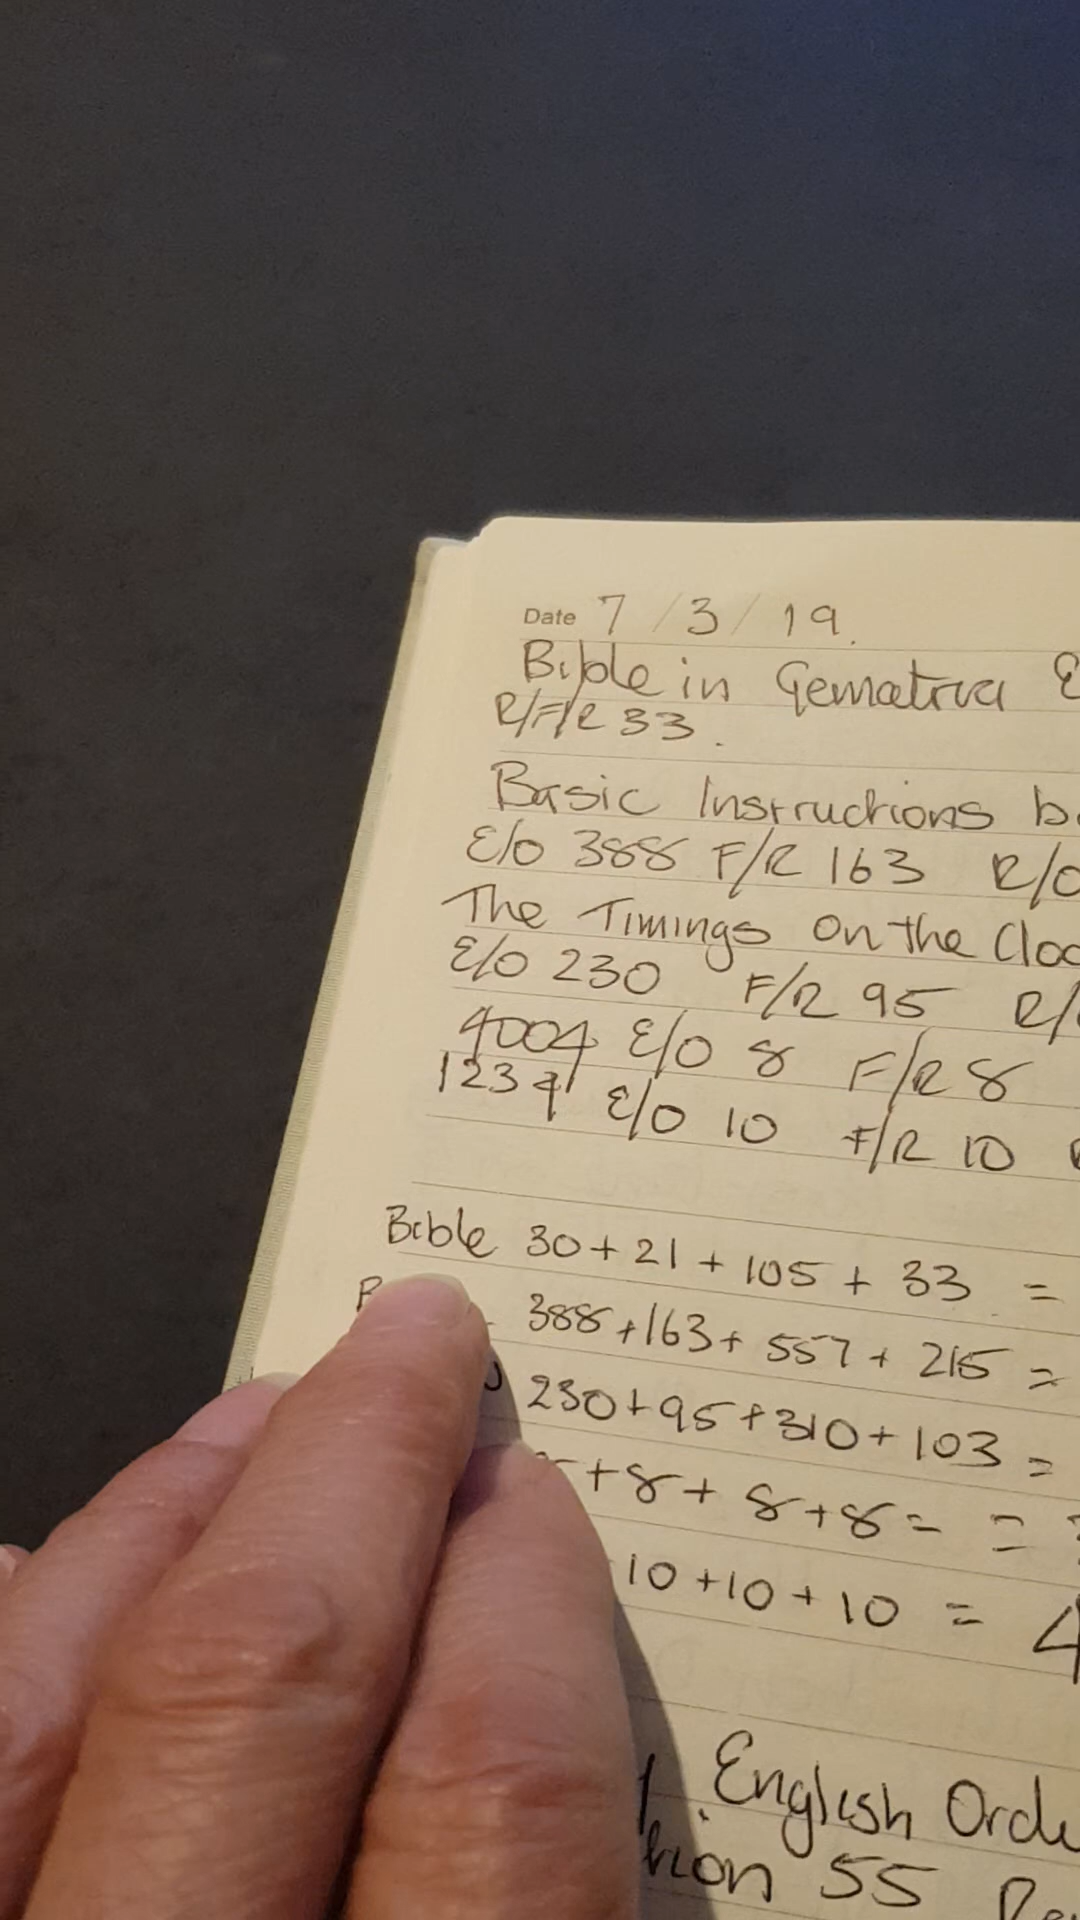 Date 7 / 3 / 19.
Bible in Gematria E
R/F/R 33.
Basic Instructions b
E/O 388 F/R 163 R/O
The Timings on the Cloc
E/O 230 F/R 95 R/
4004 E/O 8 F/R 8
1234 E/O 10 F/R 10
Bible 30 + 21 + 105 + 33 =
388 + 163 + 557 + 215 =
230 + 95 + 310 + 103 =
+ 8 + 8 + 8 = =
10 + 10 + 10 = 4
English Ord
tion 55 Re